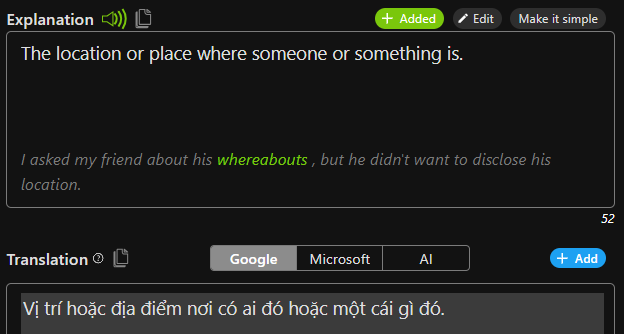 Explanation + Added Edit Make it simple
The location or place where someone or something is.
I asked my friend about his whereabouts , but he didn't want to disclose his
location.
52
Translation ? Google Microsoft AI + Add
Vị trí hoặc địa điểm nơi có ai đó hoặc một cái gì đó.